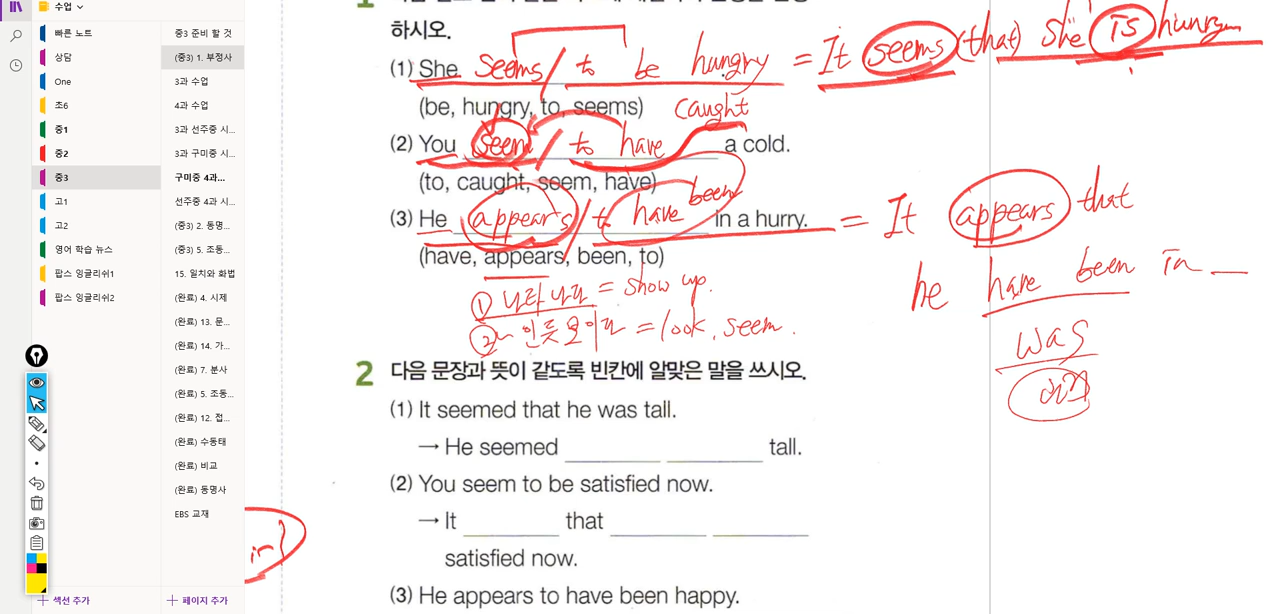 수업
빠른 노트
상담
One
초6
중1
중2
중3
고1
고2
영어 학습 뉴스
팝스 잉글리쉬1
팝스 잉글리쉬2
섹션 추가
중3 준비 할 것
(중3) 1. 부정사
3과 수업
4과 수업
3과 선주중 시...
3과 구미중 시...
구미중 4과...
선주중 4과 시...
(중3) 2. 동명...
(중3) 5. 조동...
15. 일치와 화법
(완료) 4. 시제
(완료) 13. 문...
(완료) 14. 가...
(완료) 7. 분사
(완료) 5. 조동...
(완료) 12. 접...
(완료) 수동태
(완료) 비교
(완료) 동명사
EBS 교재
페이지 추가
하시오.
(1) She seems / to be hungry = It seems (that) she is hungry
(be, hungry, to, seems) caught
(2) You seem / to have a cold.
(to, caught, seem, have)
been
(3) He appears / to have in a hurry. = It appears that
(have, appears, been, to)
he have been in
① 나타나다 = show up.
② ~인듯 보이다 = look, seem.
was
2 다음 문장과 뜻이 같도록 빈칸에 알맞은 말을 쓰시오.
(1) It seemed that he was tall.
→ He seemed ______ ______ tall.
(2) You seem to be satisfied now.
→ It ______ that ______ ______
satisfied now.
(3) He appears to have been happy.
in)